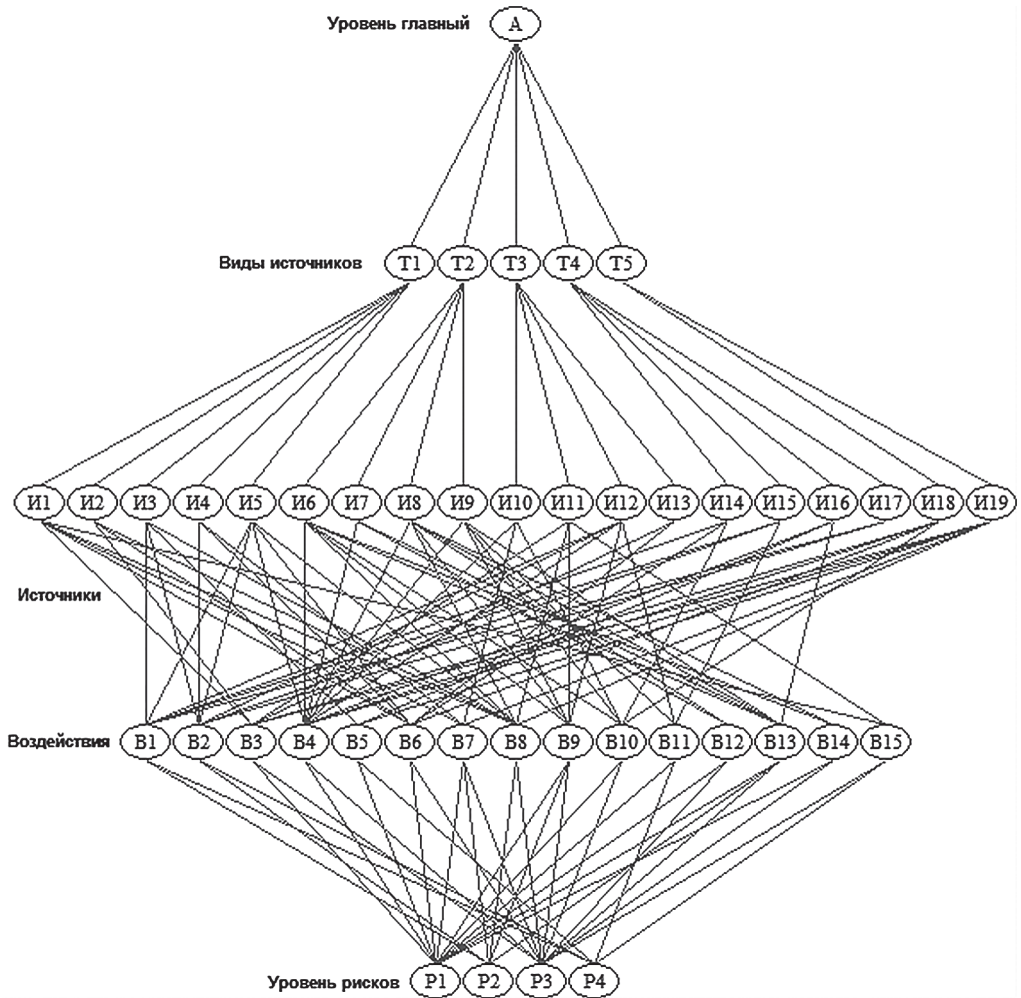 Уровень главный А
Виды источников Т1 Т2 Т3 Т4 Т5
И1 И2 И3 И4 И5 И6 И7 И8 И9 И10 И11 И12 И13 И14 И15 И16 И17 И18 И19
Источники
Воздействия В1 В2 В3 В4 В5 В6 В7 В8 В9 В10 В11 В12 В13 В14 В15
Уровень рисков Р1 Р2 Р3 Р4